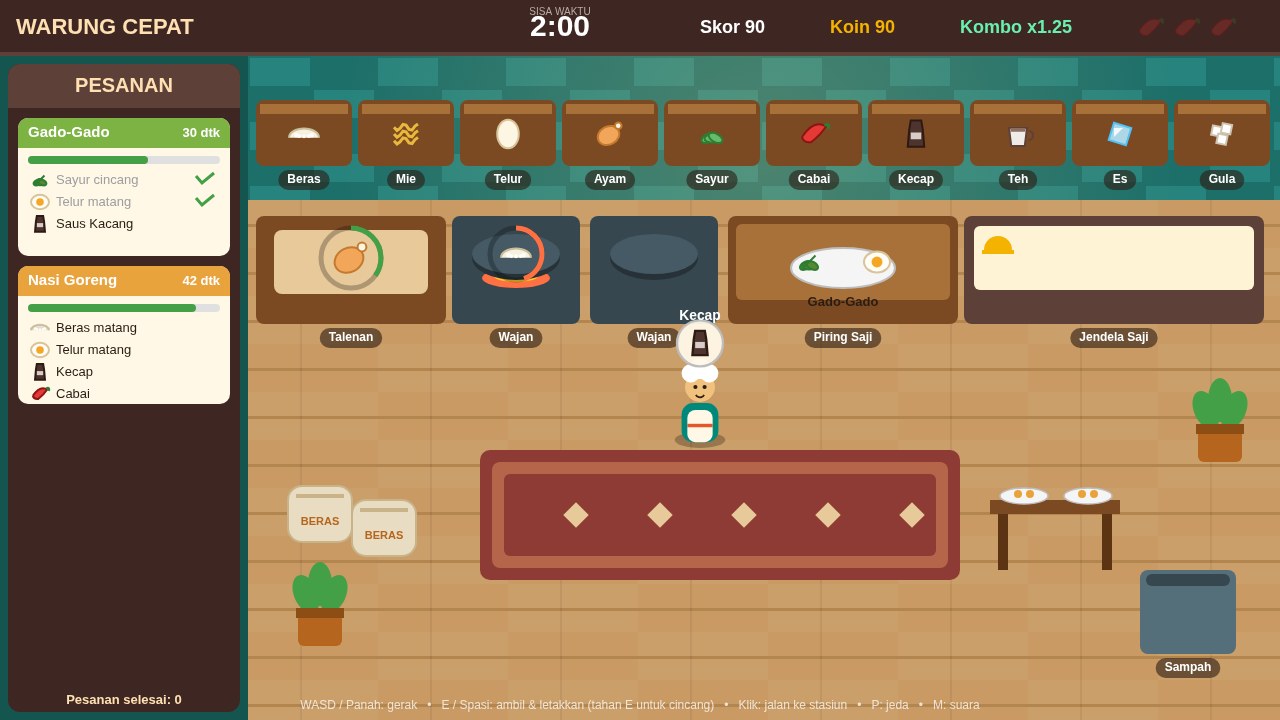 WARUNG CEPAT
SISA WAKTU
2:00
Skor 90
Koin 90
Kombo x1.25
PESANAN
Gado-Gado 30 dtk
Sayur cincang
Telur matang
Saus Kacang
Nasi Goreng 42 dtk
Beras matang
Telur matang
Kecap
Cabai
Pesanan selesai: 0
Beras
Mie
Telur
Ayam
Sayur
Cabai
Kecap
Teh
Es
Gula
Gado-Gado
Kecap
Talenan
Wajan
Wajan
Piring Saji
Jendela Saji
BERAS
BERAS
Sampah
WASD / Panah: gerak • E / Spasi: ambil & letakkan (tahan E untuk cincang) • Klik: jalan ke stasiun • P: jeda • M: suara